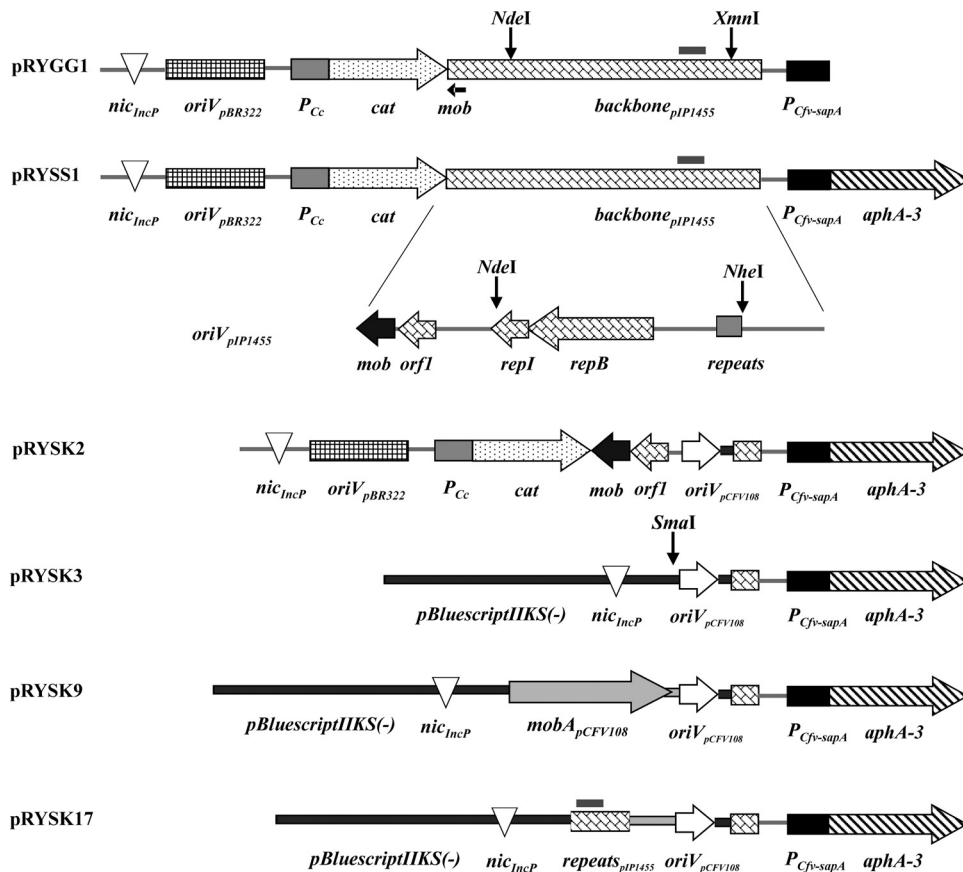 NdeI XmnI
pRYGG1
nicIncP oriVpBR322 PCc cat mob backbonepIP1455 PCfv-sapA
pRYSS1
nicIncP oriVpBR322 PCc cat backbonepIP1455 PCfv-sapA aphA-3
NdeI NheI
oriVpIP1455
mob orf1 repI repB repeats
pRYSK2
nicIncP oriVpBR322 PCc cat mob orf1 oriVpCFV108 PCfv-sapA aphA-3
SmaI
pRYSK3
pBluescriptIIKS(-) nicIncP oriVpCFV108 PCfv-sapA aphA-3
pRYSK9
pBluescriptIIKS(-) nicIncP mobApCFV108 oriVpCFV108 PCfv-sapA aphA-3
pRYSK17
pBluescriptIIKS(-) nicIncP repeatspIP1455 oriVpCFV108 PCfv-sapA aphA-3